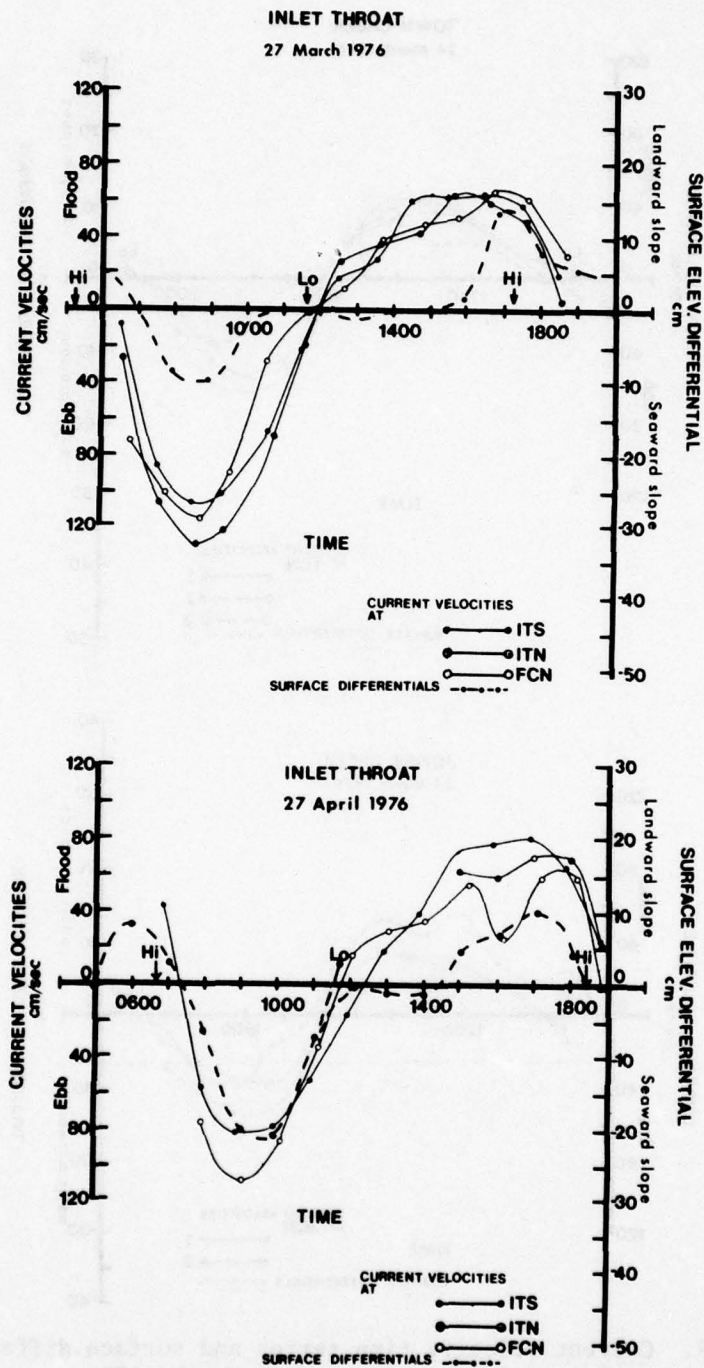 INLET THROAT
27 March 1976
120
80
40
0
40
80
120
Flood
Ebb
CURRENT VELOCITIES
cm/sec
30
20
10
0
-10
-20
-30
-40
-50
Landward slope
Seaward slope
SURFACE ELEV. DIFFERENTIAL
cm
Hi
Lo
Hi
1000
1400
1800
TIME
CURRENT VELOCITIES
AT
ITS
ITN
FCN
SURFACE DIFFERENTIALS
INLET THROAT
27 April 1976
120
80
40
0
40
80
120
Flood
Ebb
CURRENT VELOCITIES
cm/sec
30
20
10
0
-10
-20
-30
-40
-50
Landward slope
Seaward slope
SURFACE ELEV. DIFFERENTIAL
cm
Hi
Lo
Hi
0600
1000
1400
1800
TIME
CURRENT VELOCITIES
AT
ITS
ITN
FCN
SURFACE DIFFERENTIALS